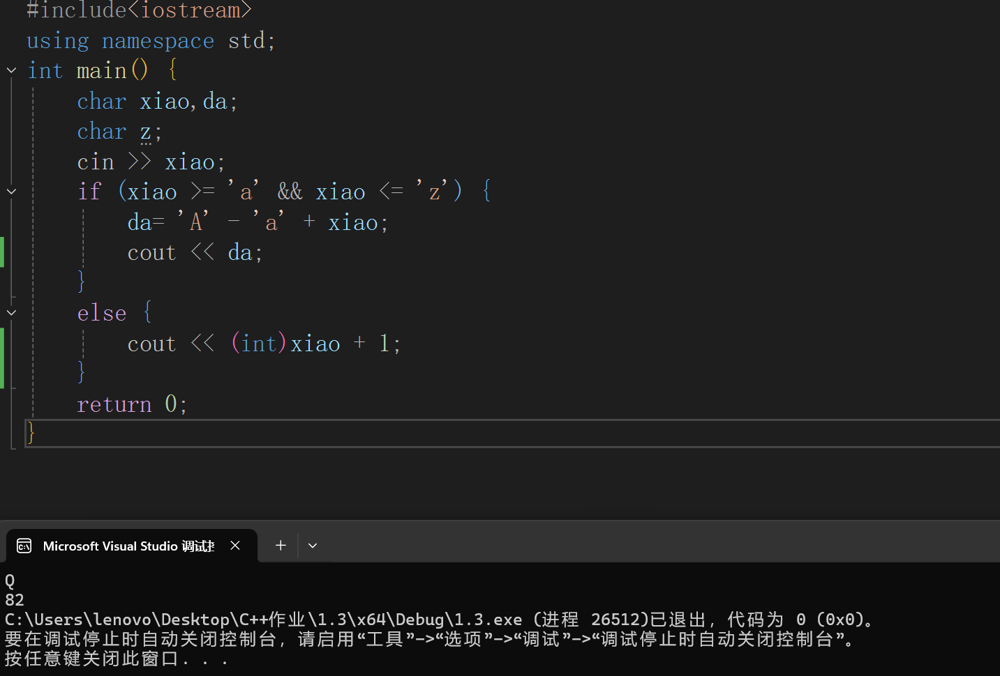 #include<iostream>
using namespace std;
int main() {
char xiao,da;
char z;
cin >> xiao;
if (xiao >= 'a' && xiao <= 'z') {
da= 'A' - 'a' + xiao;
cout << da;
}
else {
cout << (int)xiao + 1;
}
return 0;
}
Microsoft Visual Studio 调试
Q
82
C:\Users\lenovo\Desktop\C++作业\1.3\x64\Debug\1.3.exe (进程 26512)已退出，代码为 0 (0x0)。
要在调试停止时自动关闭控制台，请启用“工具”->“选项”->“调试”->“调试停止时自动关闭控制台”。
按任意键关闭此窗口. . .